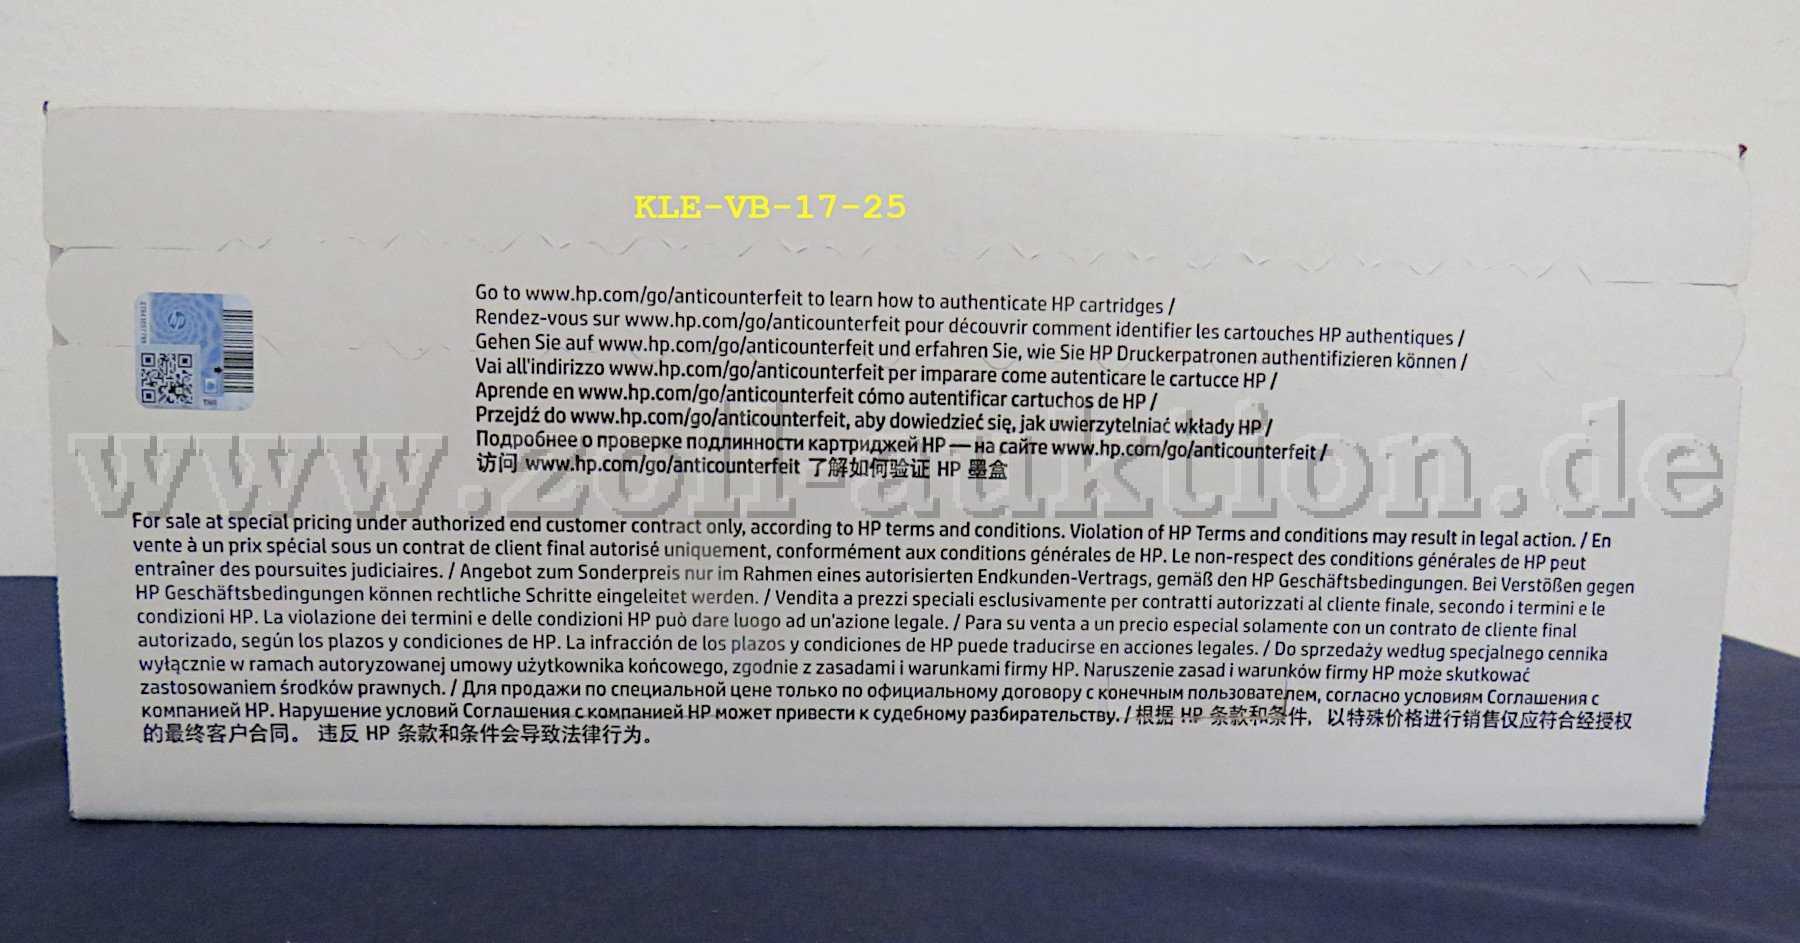 KLE-VB-17-25
Go to www.hp.com/go/anticounterfeit to learn how to authenticate HP cartridges /
Rendez-vous sur www.hp.com/go/anticounterfeit pour découvrir comment identifier les cartouches HP authentiques /
Gehen Sie auf www.hp.com/go/anticounterfeit und erfahren Sie, wie Sie HP Druckerpatronen authentifizieren können /
Vai all'indirizzo www.hp.com/go/anticounterfeit per imparare come autenticare le cartucce HP /
Aprende en www.hp.com/go/anticounterfeit cómo autentificar cartuchos de HP /
Przejdź do www.hp.com/go/anticounterfeit, aby dowiedzieć się, jak uwierzytelniać wkłady HP /
Подробнее о проверке подлинности картриджей HP — на сайте www.hp.com/go/anticounterfeit /
访问 www.hp.com/go/anticounterfeit 了解如何验证 HP 墨盒
www.zoll-auktion.de
For sale at special pricing under authorized end customer contract only, according to HP terms and conditions. Violation of HP Terms and conditions may result in legal action. / En
vente à un prix spécial sous un contrat de client final autorisé uniquement, conformément aux conditions générales de HP. Le non-respect des conditions générales de HP peut
entraîner des poursuites judiciaires. / Angebot zum Sonderpreis nur im Rahmen eines autorisierten Endkunden-Vertrags, gemäß den HP Geschäftsbedingungen. Bei Verstößen gegen
HP Geschäftsbedingungen können rechtliche Schritte eingeleitet werden. / Vendita a prezzi speciali esclusivamente per contratti autorizzati al cliente finale, secondo i termini e le
condizioni HP. La violazione dei termini e delle condizioni HP può dare luogo ad un'azione legale. / Para su venta a un precio especial solamente con un contrato de cliente final
autorizado, según los plazos y condiciones de HP. La infracción de los plazos y condiciones de HP puede traducirse en acciones legales. / Do sprzedaży według specjalnego cennika
wyłącznie w ramach autoryzowanej umowy użytkownika końcowego, zgodnie z zasadami i warunkami firmy HP. Naruszenie zasad i warunków firmy HP może skutkować
zastosowaniem środków prawnych. / Для продажи по специальной цене только по официальному договору с конечным пользователем, согласно условиям Соглашения с
компанией HP. Нарушение условий Соглашения с компанией HP может привести к судебному разбирательству. / 根据 HP 条款和条件，以特殊价格进行销售仅应符合经授权
的最终客户合同。 违反 HP 条款和条件会导致法律行为。